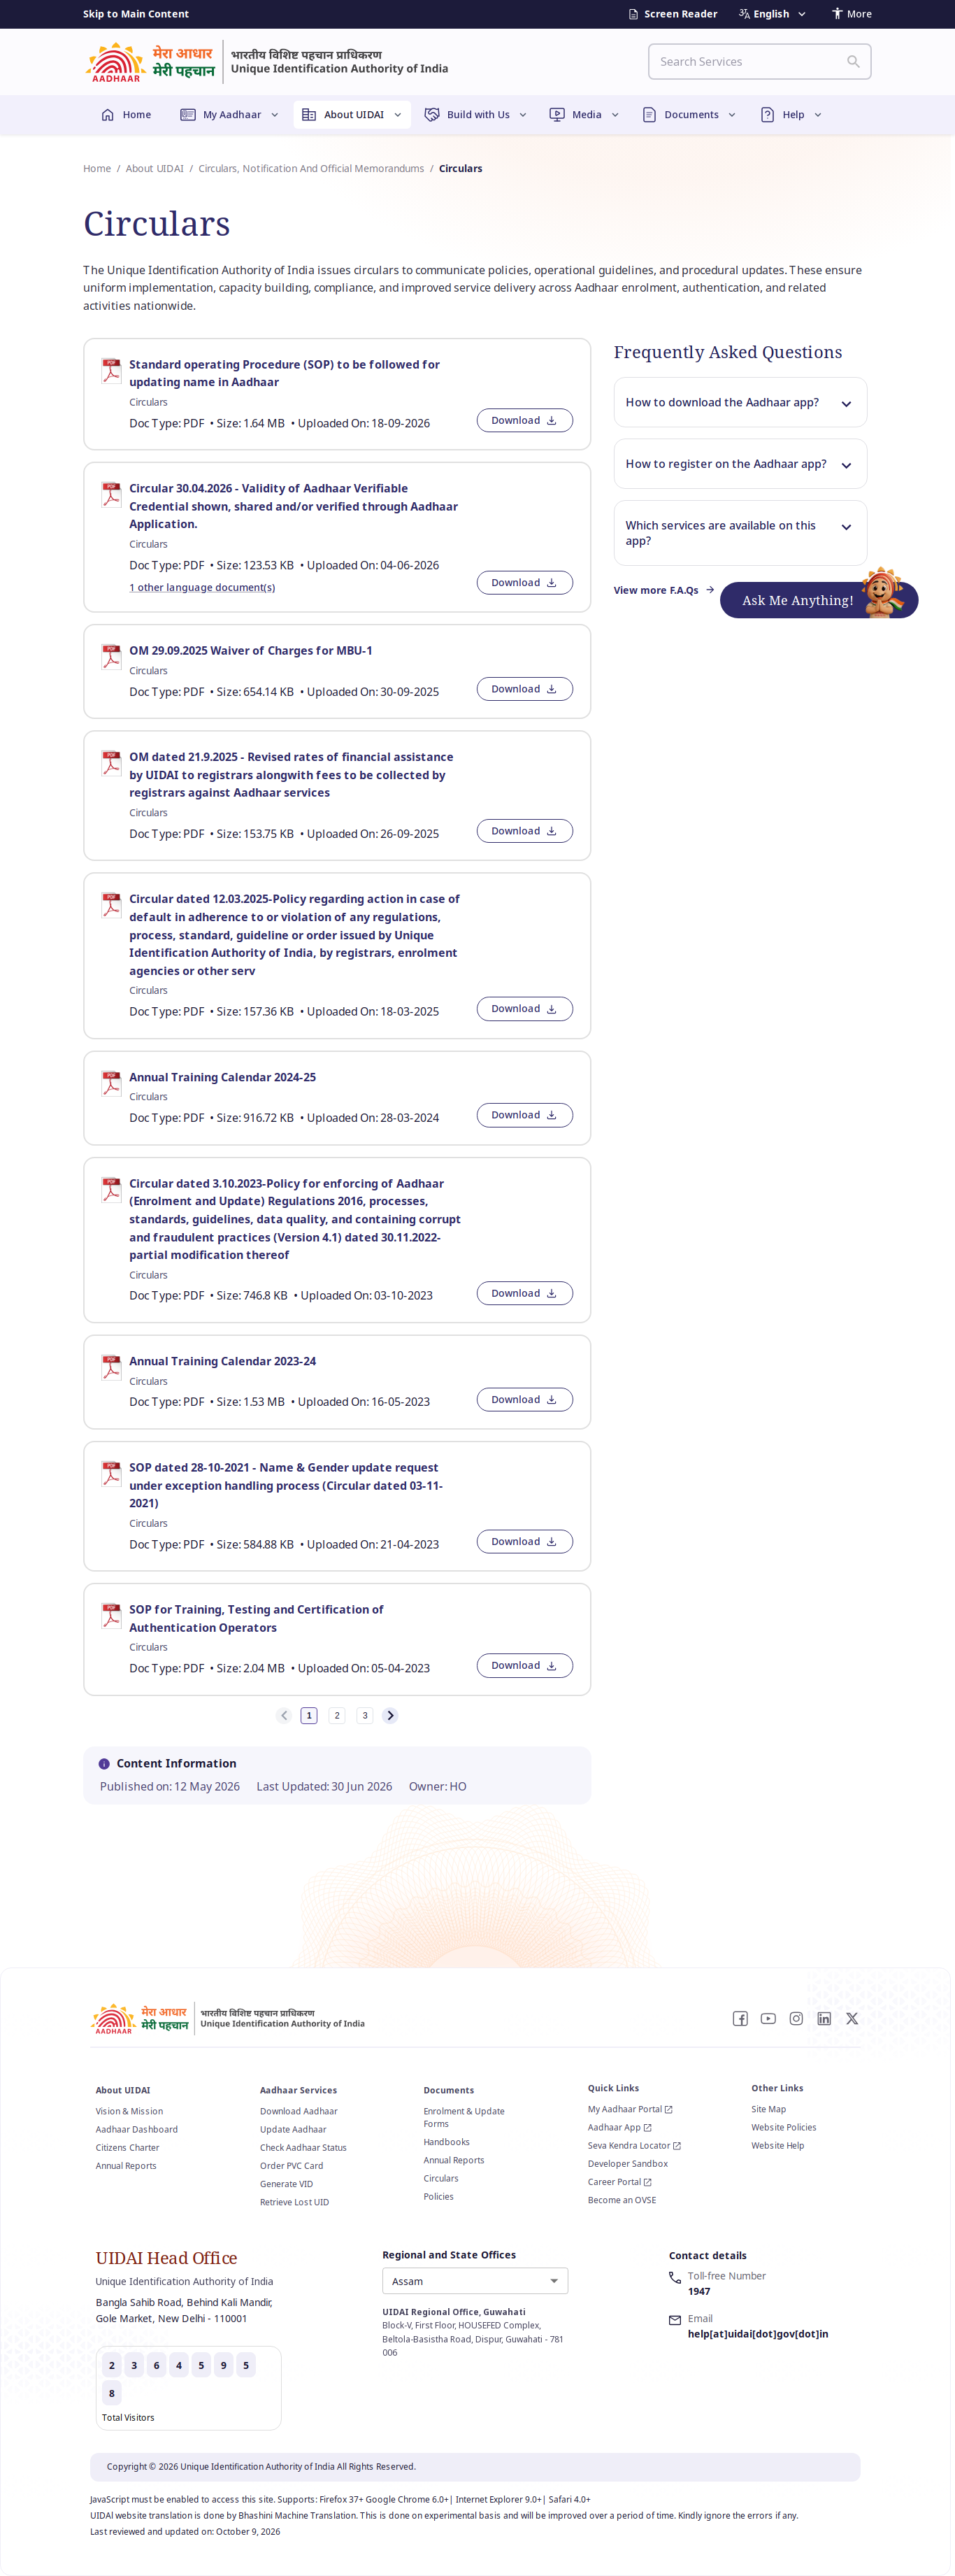 Skip to Main Content
Screen Reader
English
More
AADHAAR
मेरा आधार
मेरी पहचान
भारतीय विशिष्ट पहचान प्राधिकरण
Unique Identification Authority of India
Search Services
Home
My Aadhaar
About UIDAI
Build with Us
Media
Documents
Help
Home / About UIDAI / Circulars, Notification And Official Memorandums / Circulars
Circulars
The Unique Identification Authority of India issues circulars to communicate policies, operational guidelines, and procedural updates. These ensure
uniform implementation, capacity building, compliance, and improved service delivery across Aadhaar enrolment, authentication, and related
activities nationwide.
PDF
Standard operating Procedure (SOP) to be followed for
updating name in Aadhaar
Circulars
Doc Type: PDF • Size: 1.64 MB • Uploaded On: 18-09-2026
Download
PDF
Circular 30.04.2026 - Validity of Aadhaar Verifiable
Credential shown, shared and/or verified through Aadhaar
Application.
Circulars
Doc Type: PDF • Size: 123.53 KB • Uploaded On: 04-06-2026
1 other language document(s)
Download
PDF
OM 29.09.2025 Waiver of Charges for MBU-1
Circulars
Doc Type: PDF • Size: 654.14 KB • Uploaded On: 30-09-2025
Download
PDF
OM dated 21.9.2025 - Revised rates of financial assistance
by UIDAI to registrars alongwith fees to be collected by
registrars against Aadhaar services
Circulars
Doc Type: PDF • Size: 153.75 KB • Uploaded On: 26-09-2025
Download
PDF
Circular dated 12.03.2025-Policy regarding action in case of
default in adherence to or violation of any regulations,
process, standard, guideline or order issued by Unique
Identification Authority of India, by registrars, enrolment
agencies or other serv
Circulars
Doc Type: PDF • Size: 157.36 KB • Uploaded On: 18-03-2025
Download
PDF
Annual Training Calendar 2024-25
Circulars
Doc Type: PDF • Size: 916.72 KB • Uploaded On: 28-03-2024
Download
PDF
Circular dated 3.10.2023-Policy for enforcing of Aadhaar
(Enrolment and Update) Regulations 2016, processes,
standards, guidelines, data quality, and containing corrupt
and fraudulent practices (Version 4.1) dated 30.11.2022-
partial modification thereof
Circulars
Doc Type: PDF • Size: 746.8 KB • Uploaded On: 03-10-2023
Download
PDF
Annual Training Calendar 2023-24
Circulars
Doc Type: PDF • Size: 1.53 MB • Uploaded On: 16-05-2023
Download
PDF
SOP dated 28-10-2021 - Name & Gender update request
under exception handling process (Circular dated 03-11-
2021)
Circulars
Doc Type: PDF • Size: 584.88 KB • Uploaded On: 21-04-2023
Download
PDF
SOP for Training, Testing and Certification of
Authentication Operators
Circulars
Doc Type: PDF • Size: 2.04 MB • Uploaded On: 05-04-2023
Download
1 2 3
Content Information
Published on: 12 May 2026 Last Updated: 30 Jun 2026 Owner: HO
Frequently Asked Questions
How to download the Aadhaar app?
How to register on the Aadhaar app?
Which services are available on this
app?
View more F.A.Qs
Ask Me Anything!
AADHAAR
मेरा आधार
मेरी पहचान
भारतीय विशिष्ट पहचान प्राधिकरण
Unique Identification Authority of India
About UIDAI
Vision & Mission
Aadhaar Dashboard
Citizens Charter
Annual Reports
Aadhaar Services
Download Aadhaar
Update Aadhaar
Check Aadhaar Status
Order PVC Card
Generate VID
Retrieve Lost UID
Documents
Enrolment & Update
Forms
Handbooks
Annual Reports
Circulars
Policies
Quick Links
My Aadhaar Portal
Aadhaar App
Seva Kendra Locator
Developer Sandbox
Career Portal
Become an OVSE
Other Links
Site Map
Website Policies
Website Help
UIDAI Head Office
Unique Identification Authority of India
Bangla Sahib Road, Behind Kali Mandir,
Gole Market, New Delhi - 110001
2 3 6 4 5 9 5
8
Total Visitors
Regional and State Offices
Assam
UIDAI Regional Office, Guwahati
Block-V, First Floor, HOUSEFED Complex,
Beltola-Basistha Road, Dispur, Guwahati - 781
006
Contact details
Toll-free Number
1947
Email
help[at]uidai[dot]gov[dot]in
Copyright © 2026 Unique Identification Authority of India All Rights Reserved.
JavaScript must be enabled to access this site. Supports: Firefox 37+ Google Chrome 6.0+| Internet Explorer 9.0+| Safari 4.0+
UIDAI website translation is done by Bhashini Machine Translation. This is done on experimental basis and will be improved over a period of time. Kindly ignore the errors if any.
Last reviewed and updated on: October 9, 2026